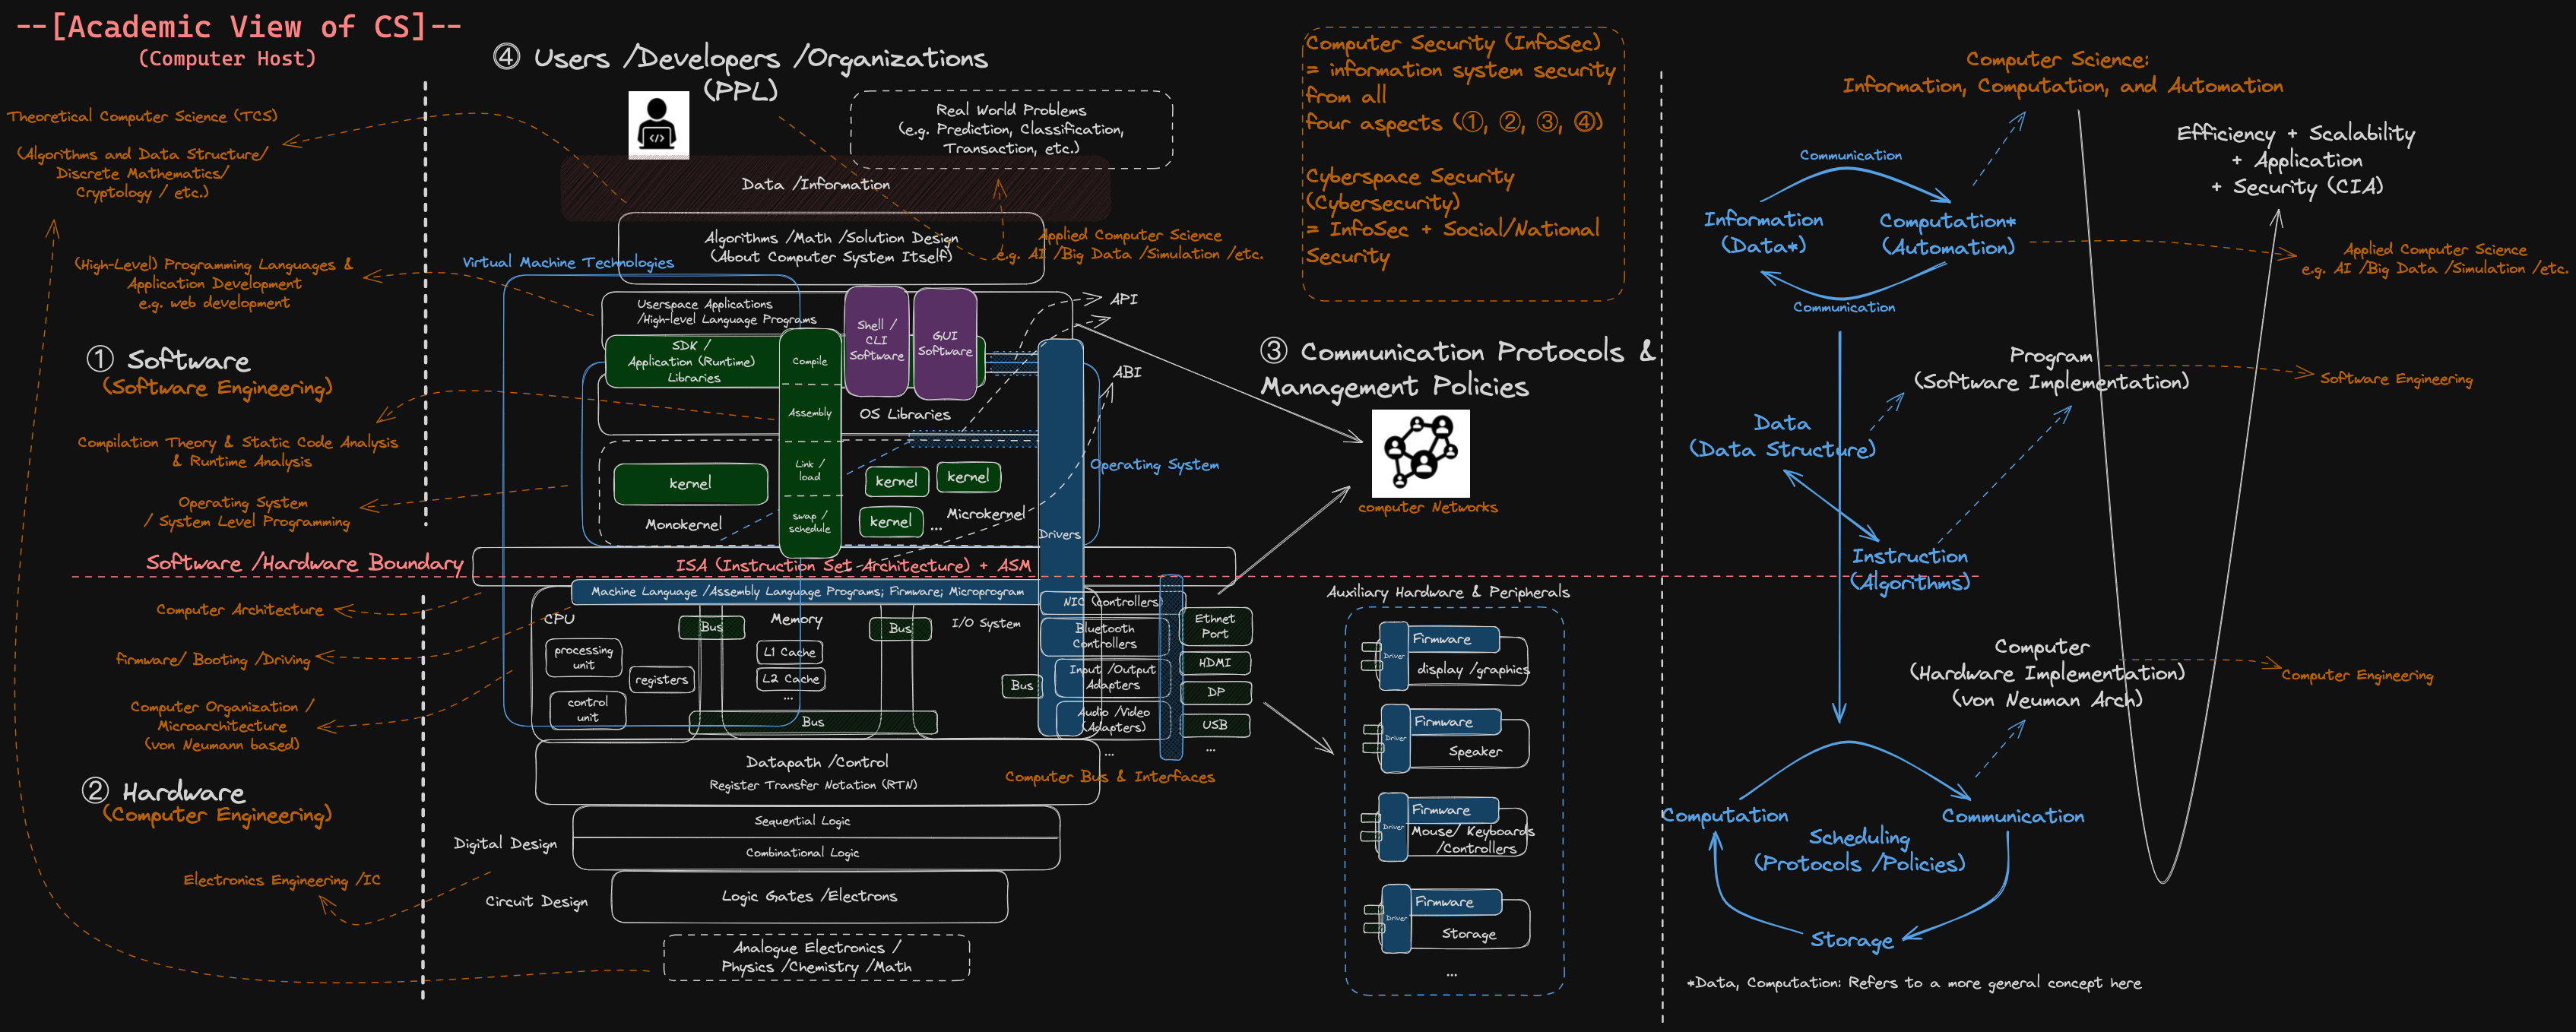 --[Academic View of CS]--
(Computer Host)
Theoretical Computer Science (TCS)
(Algorithms and Data Structure/
Discrete Mathematics/
Cryptology / etc.)
(High-Level) Programming Languages &
Application Development
e.g. web development
① Software
(Software Engineering)
Compilation Theory & Static Code Analysis
& Runtime Analysis
Operating System
/ System Level Programming
Software /Hardware Boundary
Computer Architecture
firmware/ Booting /Driving
Computer Organization /
Microarchitecture
(von Neumann based)
② Hardware
(Computer Engineering)
Electronics Engineering /IC
④ Users /Developers /Organizations
(PPL)
Real World Problems
(e.g. Prediction, Classification,
Transaction, etc.)
Data /Information
Algorithms /Math /Solution Design
(About Computer System Itself)
Applied Computer Science
e.g. AI /Big Data /Simulation /etc.
Virtual Machine Technologies
Userspace Applications
/High-level Language Programs
SDK /
Application (Runtime)
Libraries
Compile
Assembly
Link /
load
swap /
schedule
Shell /
CLI
Software
GUI
Software
API
ABI
OS Libraries
Operating System
kernel
Monokernel
kernel
kernel
kernel
...
Microkernel
Drivers
ISA (Instruction Set Architecture) + ASM
Machine Language /Assembly Language Programs; Firmware; Microprogram
CPU
processing
unit
registers
control
unit
Bus
Memory
L1 Cache
L2 Cache
...
Bus
Bus
I/O System
Bus
NIC (controllers)
Bluetooth
Controllers
Input /Output
Adapters
Audio /Video
(Adapters)
...
Ethnet
Port
HDMI
DP
USB
...
Computer Bus & Interfaces
Datapath /Control
Register Transfer Notation (RTN)
Digital Design
Sequential Logic
Combinational Logic
Circuit Design
Logic Gates /Electrons
Analogue Electronics /
Physics /Chemistry /Math
Computer Security (InfoSec)
= information system security
from all
four aspects (①, ②, ③, ④)
Cyberspace Security
(Cybersecurity)
= InfoSec + Social/National
Security
③ Communication Protocols &
Management Policies
computer Networks
Auxiliary Hardware & Peripherals
Driver
Firmware
display /graphics
Driver
Firmware
Speaker
Driver
Firmware
Mouse/ Keyboards
/Controllers
Driver
Firmware
Storage
...
Computer Science:
Information, Computation, and Automation
Efficiency + Scalability
+ Application
+ Security (CIA)
Communication
Information
(Data*)
Computation*
(Automation)
Communication
Applied Computer Science
e.g. AI /Big Data /Simulation /etc.
Program
(Software Implementation)
Software Engineering
Data
(Data Structure)
Instruction
(Algorithms)
Computer
(Hardware Implementation)
(von Neuman Arch)
Computer Engineering
Computation
Communication
Scheduling
(Protocols /Policies)
Storage
*Data, Computation: Refers to a more general concept here